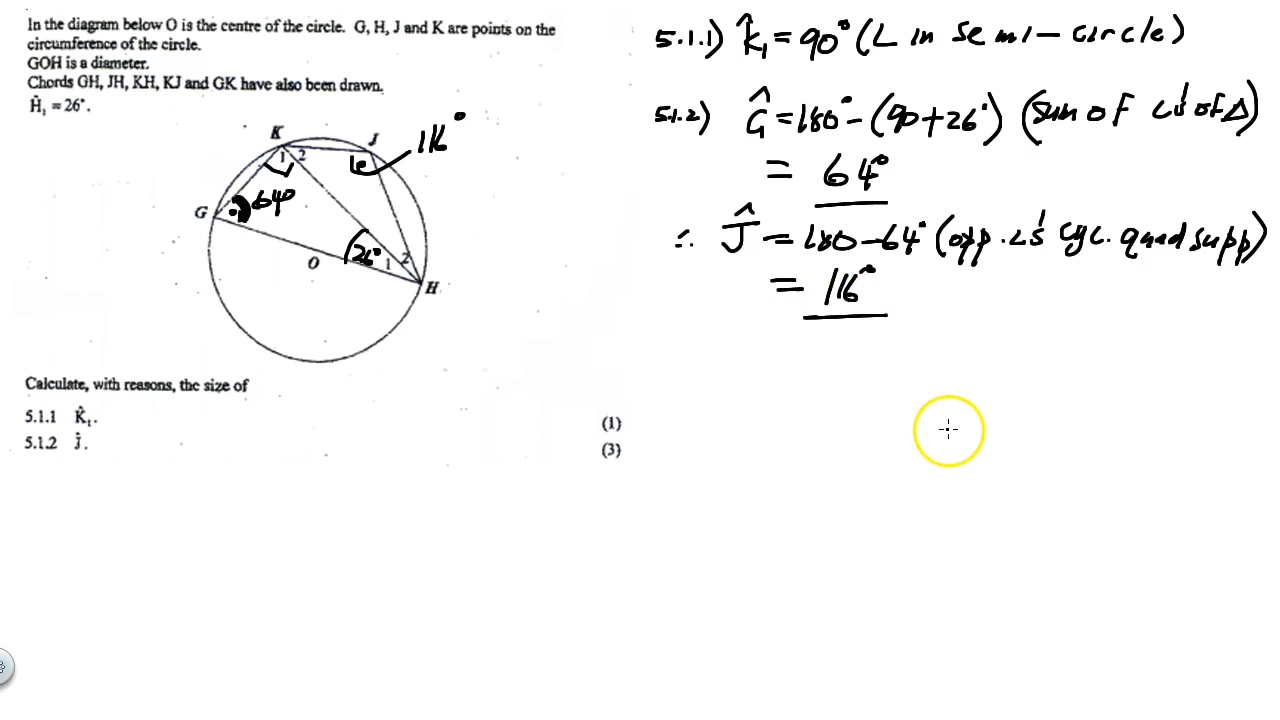 In the diagram below O is the centre of the circle. G, H, J and K are points on the
circumference of the circle.
GOH is a diameter.
Chords GH, JH, KH, KJ and GK have also been drawn.
Ĥ₁ = 26°.
K
J
116°
1 2
64°
G
26° 1 2
O
H
Calculate, with reasons, the size of
5.1.1 K̂₁. (1)
5.1.2 Ĵ. (3)
5.1.1) K̂₁ = 90° (∠ in semi-circle)
5.1.2) Ĝ = 180° - (90+26°) (Sum of ∠'s of Δ)
= 64°
∴ Ĵ = 180-64° (opp. ∠'s cyc. quad supp)
= 116°